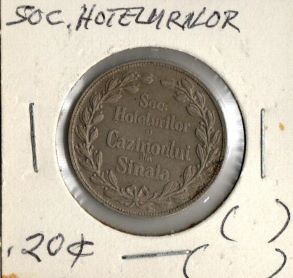 SOC. HOTELURILOR
Soc.
Hotelurilor
și
Cazinoului
din
Sinaia
.20¢
( )
( )